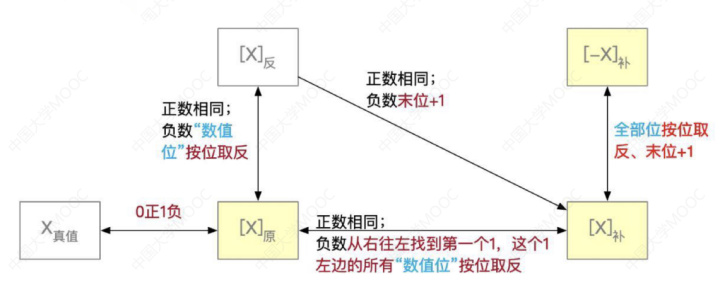 [X]反
[-X]补
正数相同；
负数末位+1
正数相同；
负数“数值
位”按位取反
全部位按位取
反、末位+1
X真值
0正1负
[X]原
正数相同；
负数从右往左找到第一个1，这个1
左边的所有“数值位”按位取反
[X]补
中国大学MOOC